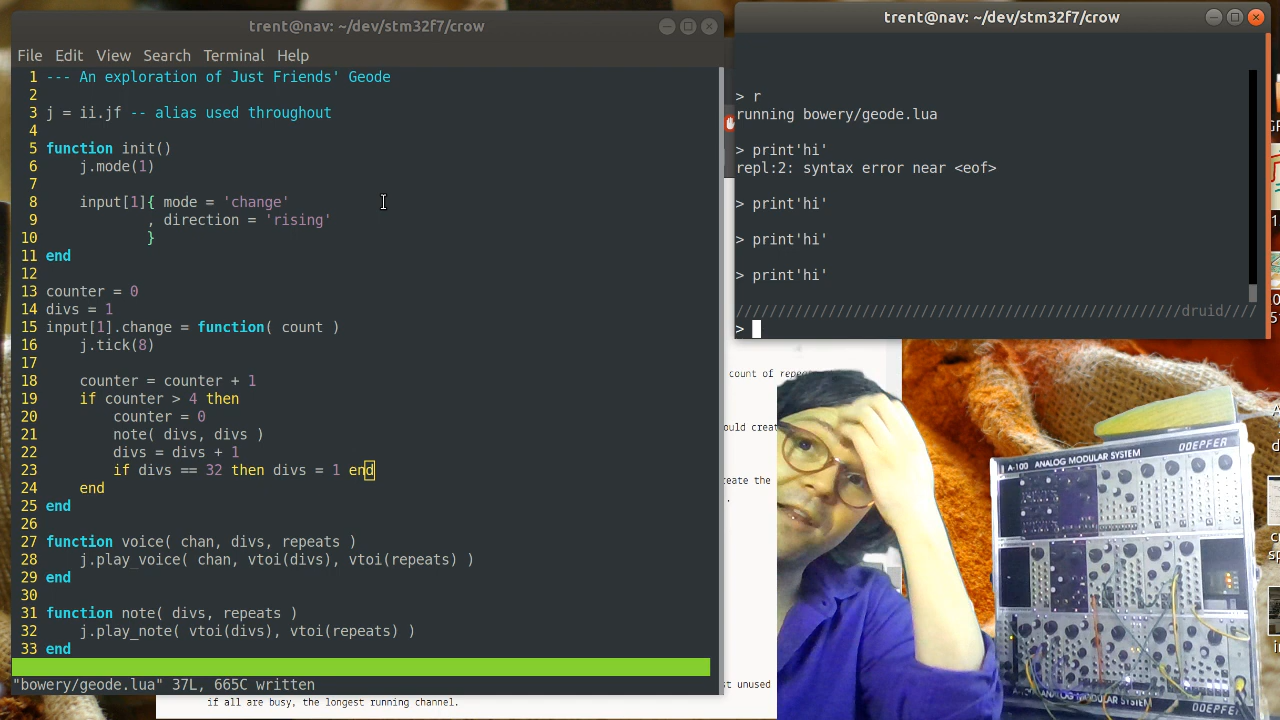 trent@nav: ~/dev/stm32f7/crow
File Edit View Search Terminal Help
1 --- An exploration of Just Friends' Geode
2
3 j = ii.jf -- alias used throughout
4
5 function init()
6 j.mode(1)
7
8 input[1]{ mode = 'change'
9 , direction = 'rising'
10 }
11 end
12
13 counter = 0
14 divs = 1
15 input[1].change = function( count )
16 j.tick(8)
17
18 counter = counter + 1
19 if counter > 4 then
20 counter = 0
21 note( divs, divs )
22 divs = divs + 1
23 if divs == 32 then divs = 1 end
24 end
25 end
26
27 function voice( chan, divs, repeats )
28 j.play_voice( chan, vtoi(divs), vtoi(repeats) )
29 end
30
31 function note( divs, repeats )
32 j.play_note( vtoi(divs), vtoi(repeats) )
33 end
"bowery/geode.lua" 37L, 665C written
trent@nav: ~/dev/stm32f7/crow
> r
running bowery/geode.lua
> print'hi'
repl:2: syntax error near <eof>
> print'hi'
> print'hi'
> print'hi'
//////////////////////////////////////////////////////druid////
>
count of
create the
unused
if all are busy, the longest running channel.
A-100 ANALOG MODULAR SYSTEM
DOEPFER
A-100 ANALOG MODULAR SYSTEM
DOEPFER